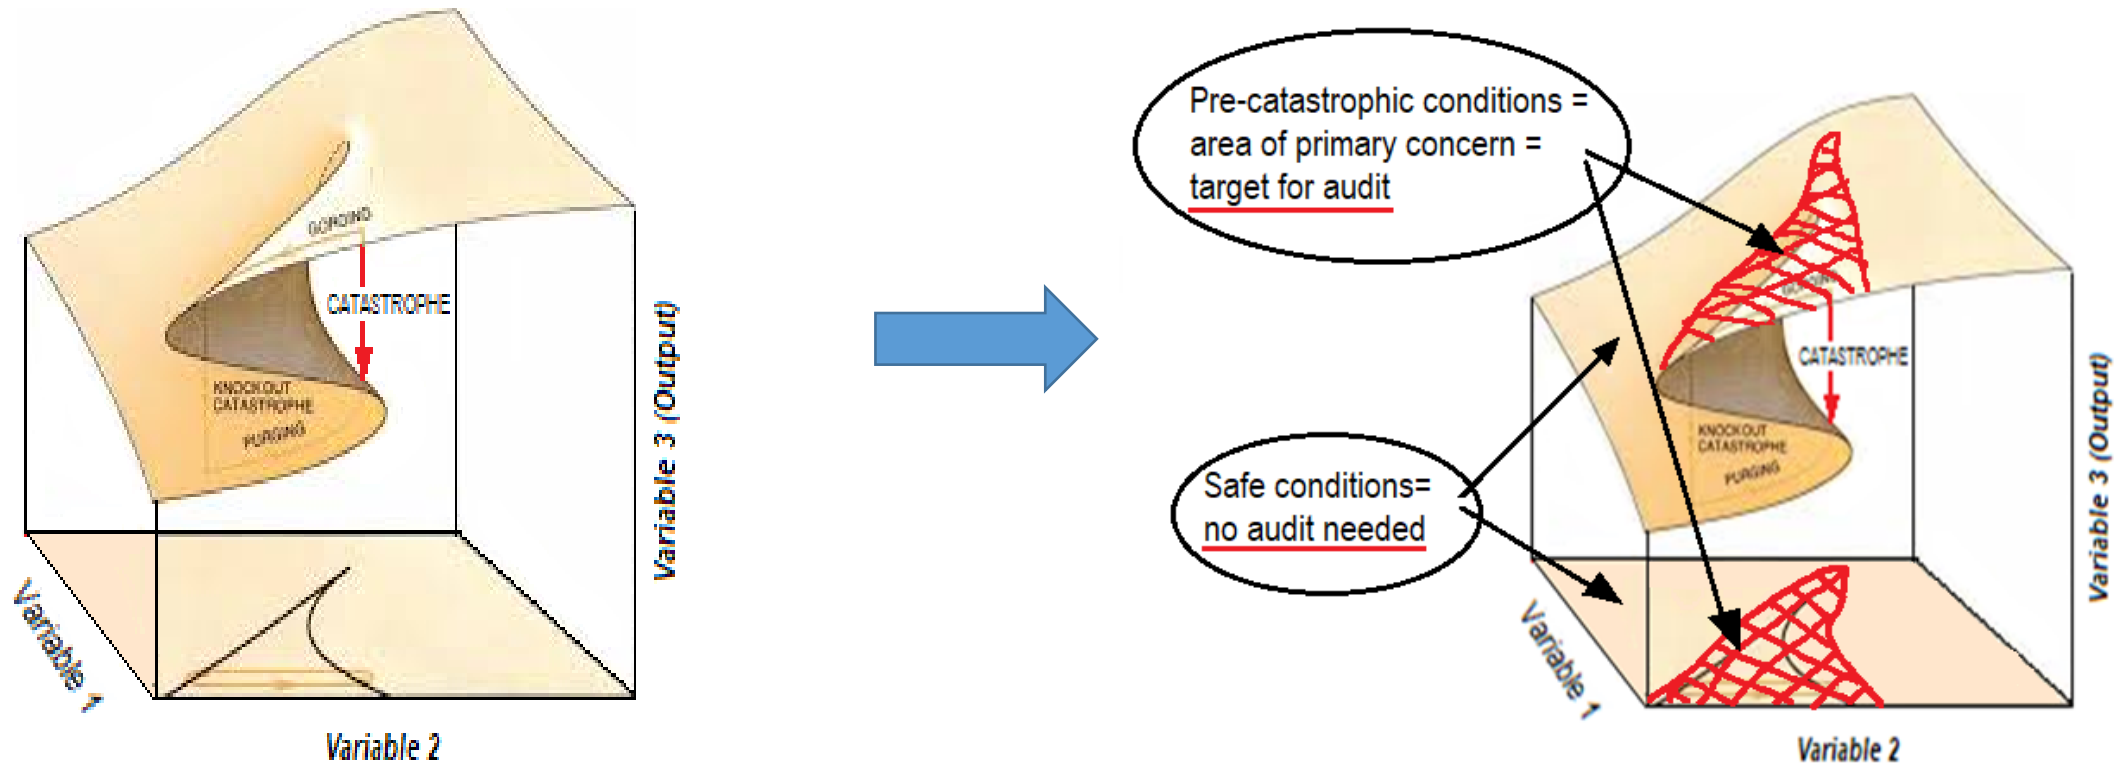 GORGING
CATASTROPHE
KNOCKOUT
CATASTROPHE
PURGING
Variable 1
Variable 2
Variable 3 (Output)
Pre-catastrophic conditions =
area of primary concern =
target for audit
Safe conditions=
no audit needed
CATASTROPHE
KNOCKOUT
CATASTROPHE
PURGING
Variable 1
Variable 2
Variable 3 (Output)